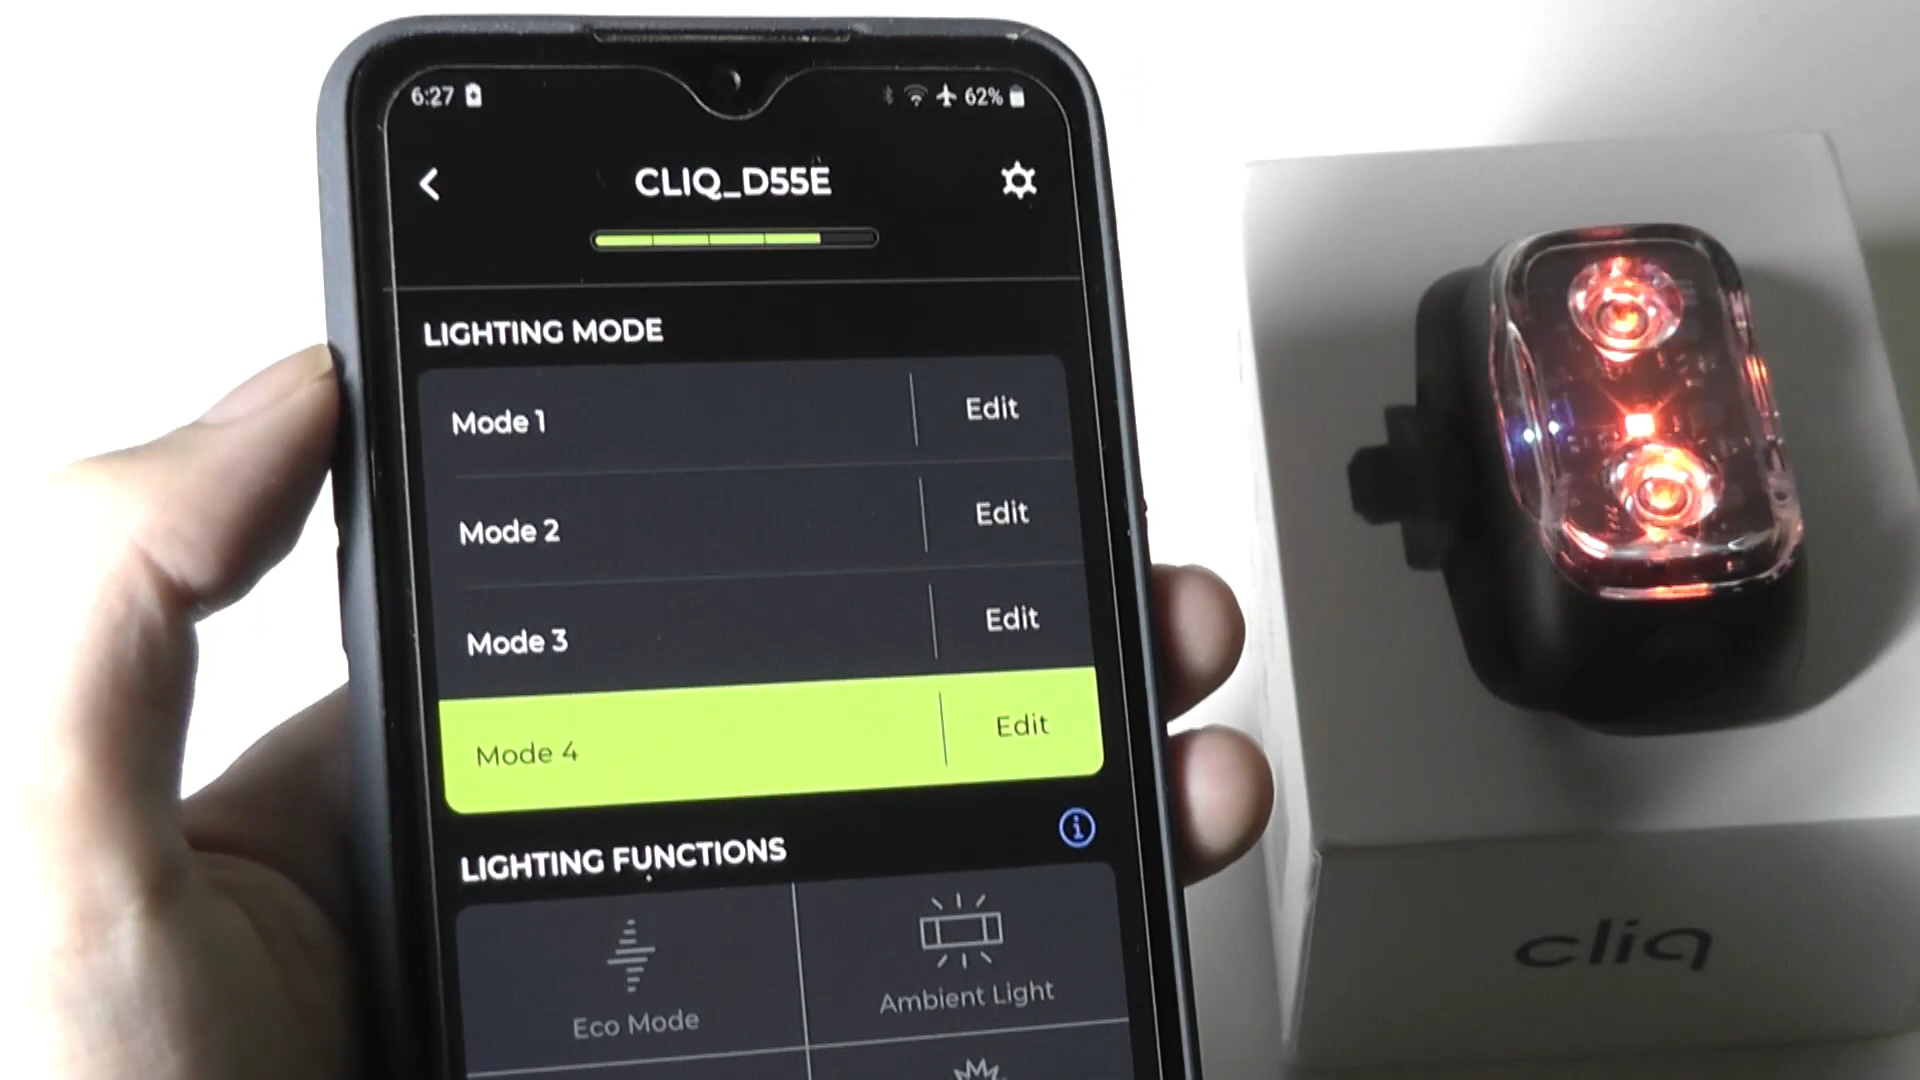 6:27
62%
CLIQ_D55E
LIGHTING MODE
Mode 1
Edit
Mode 2
Edit
Mode 3
Edit
Mode 4
Edit
LIGHTING FUNCTIONS
i
Eco Mode
Ambient Light
cliq